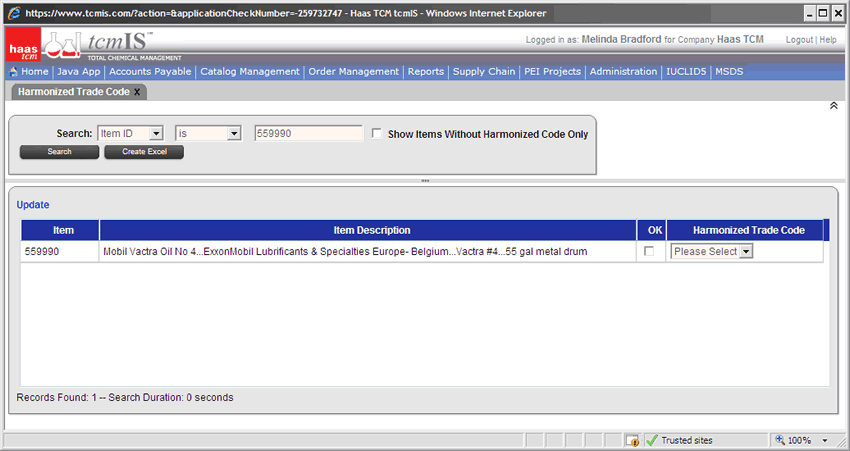 https://www.tcmis.com/?action=&applicationCheckNumber=-259732747 - Haas TCM tcmIS - Windows Internet Explorer
haas tcm
tcmIS™
TOTAL CHEMICAL MANAGEMENT
Logged in as: Melinda Bradford for Company Haas TCM Logout | Help
Home | Java App | Accounts Payable | Catalog Management | Order Management | Reports | Supply Chain | PEI Projects | Administration | IUCLID5 | MSDS
Harmonized Trade Code X
Search: Item ID is 559990 Show Items Without Harmonized Code Only
Search Create Excel
Update
Item Item Description OK Harmonized Trade Code
559990 Mobil Vactra Oil No 4...ExxonMobil Lubrificants & Specialties Europe- Belgium...Vactra #4...55 gal metal drum Please Select
Records Found: 1 -- Search Duration: 0 seconds
Trusted sites 100%